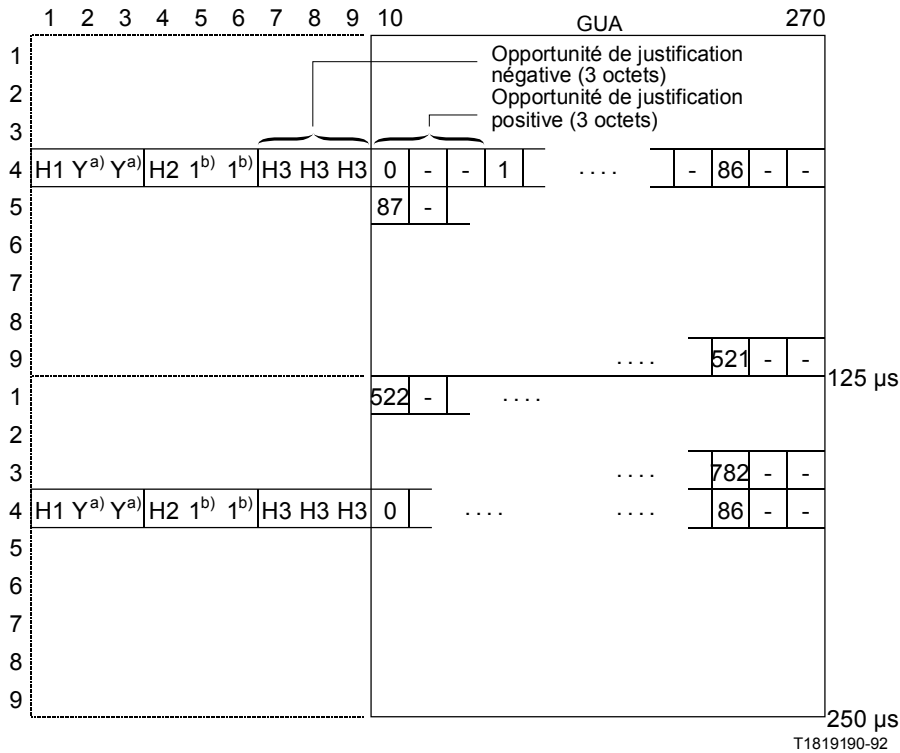 1 2 3 4 5 6 7 8 9 10 GUA 270
1 Opportunité de justification
négative (3 octets)
2 Opportunité de justification
positive (3 octets)
3
4 H1 Yᵃ⁾ Yᵃ⁾ H2 1ᵇ⁾ 1ᵇ⁾ H3 H3 H3 0 - - 1 .... - 86 - -
5 87 -
6
7
8
9 .... 521 - -
125 µs
1 522 - ....
2
3 .... 782 - -
4 H1 Yᵃ⁾ Yᵃ⁾ H2 1ᵇ⁾ 1ᵇ⁾ H3 H3 H3 0 .... .... 86 - -
5
6
7
8
9
250 µs
T1819190-92